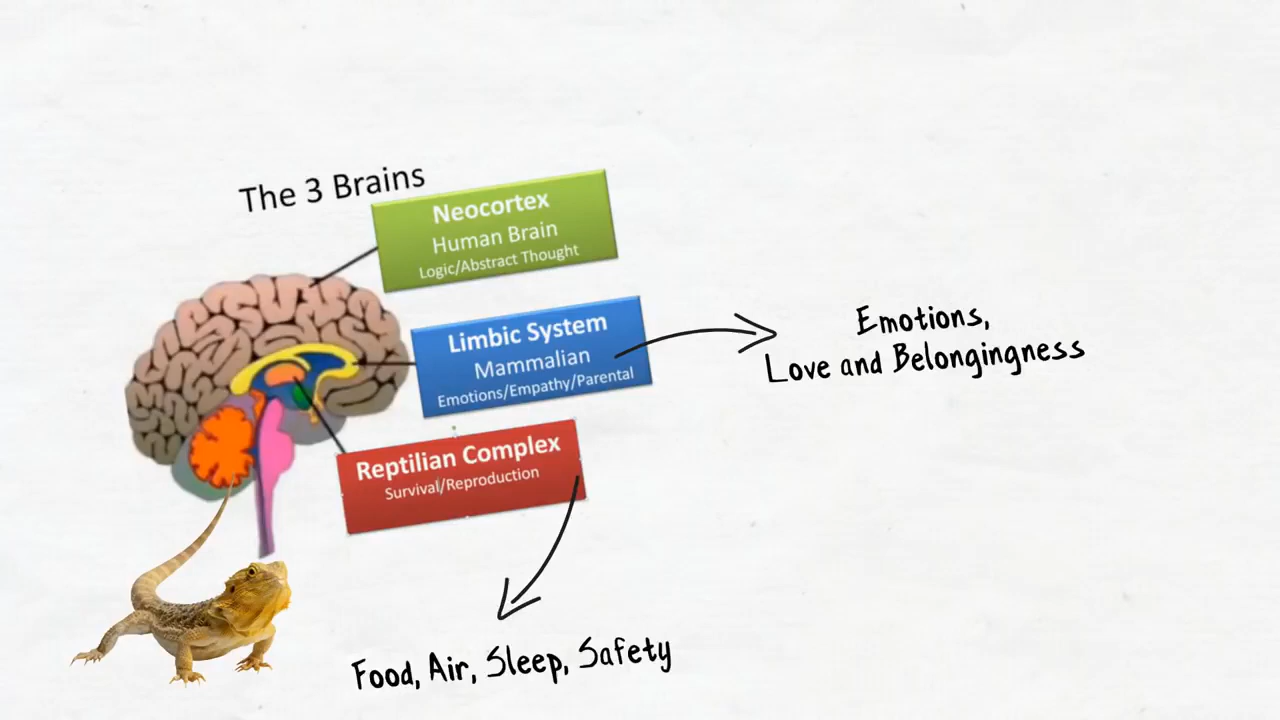 The 3 Brains
Neocortex
Human Brain
Logic/Abstract Thought
Limbic System
Mammalian
Emotions/Empathy/Parental
Emotions,
Love and Belongingness
Reptilian Complex
Survival/Reproduction
Food, Air, Sleep, Safety